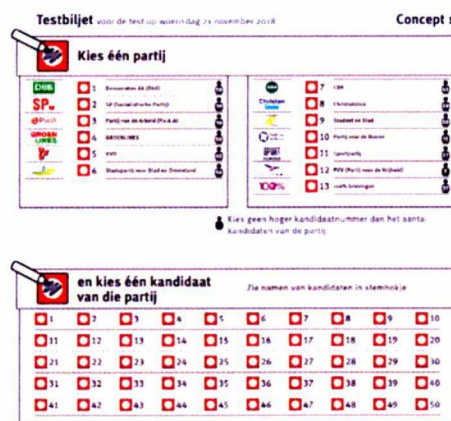 Testbiljet voor de test op woensdag 21 november 2018
Concept
Kies één partij
D66 1 Democraten 66 (D66)
SP 2 SP (Socialistische Partij)
PvdA 3 Partij van de Arbeid (P.v.d.A)
GROEN LINKS 4 GROENLINKS
5 VVD
6 Stadspartij voor Stad en Ommeland
CDA 7 CDA
Christen 8 ChristenUnie
9 Student en Stad
10 Partij voor de Dieren
SPORT 11 Sportpartij
12 PVV (Partij voor de Vrijheid)
100% 13 100% Groningen
Kies geen hoger kandidaatnummer dan het aantal
kandidaten van de partij
en kies één kandidaat
van die partij
Zie namen van kandidaten in stemhokje
1 2 3 4 5 6 7 8 9 10
11 12 13 14 15 16 17 18 19 20
21 22 23 24 25 26 27 28 29 30
31 32 33 34 35 36 37 38 39 40
41 42 43 44 45 46 47 48 49 50